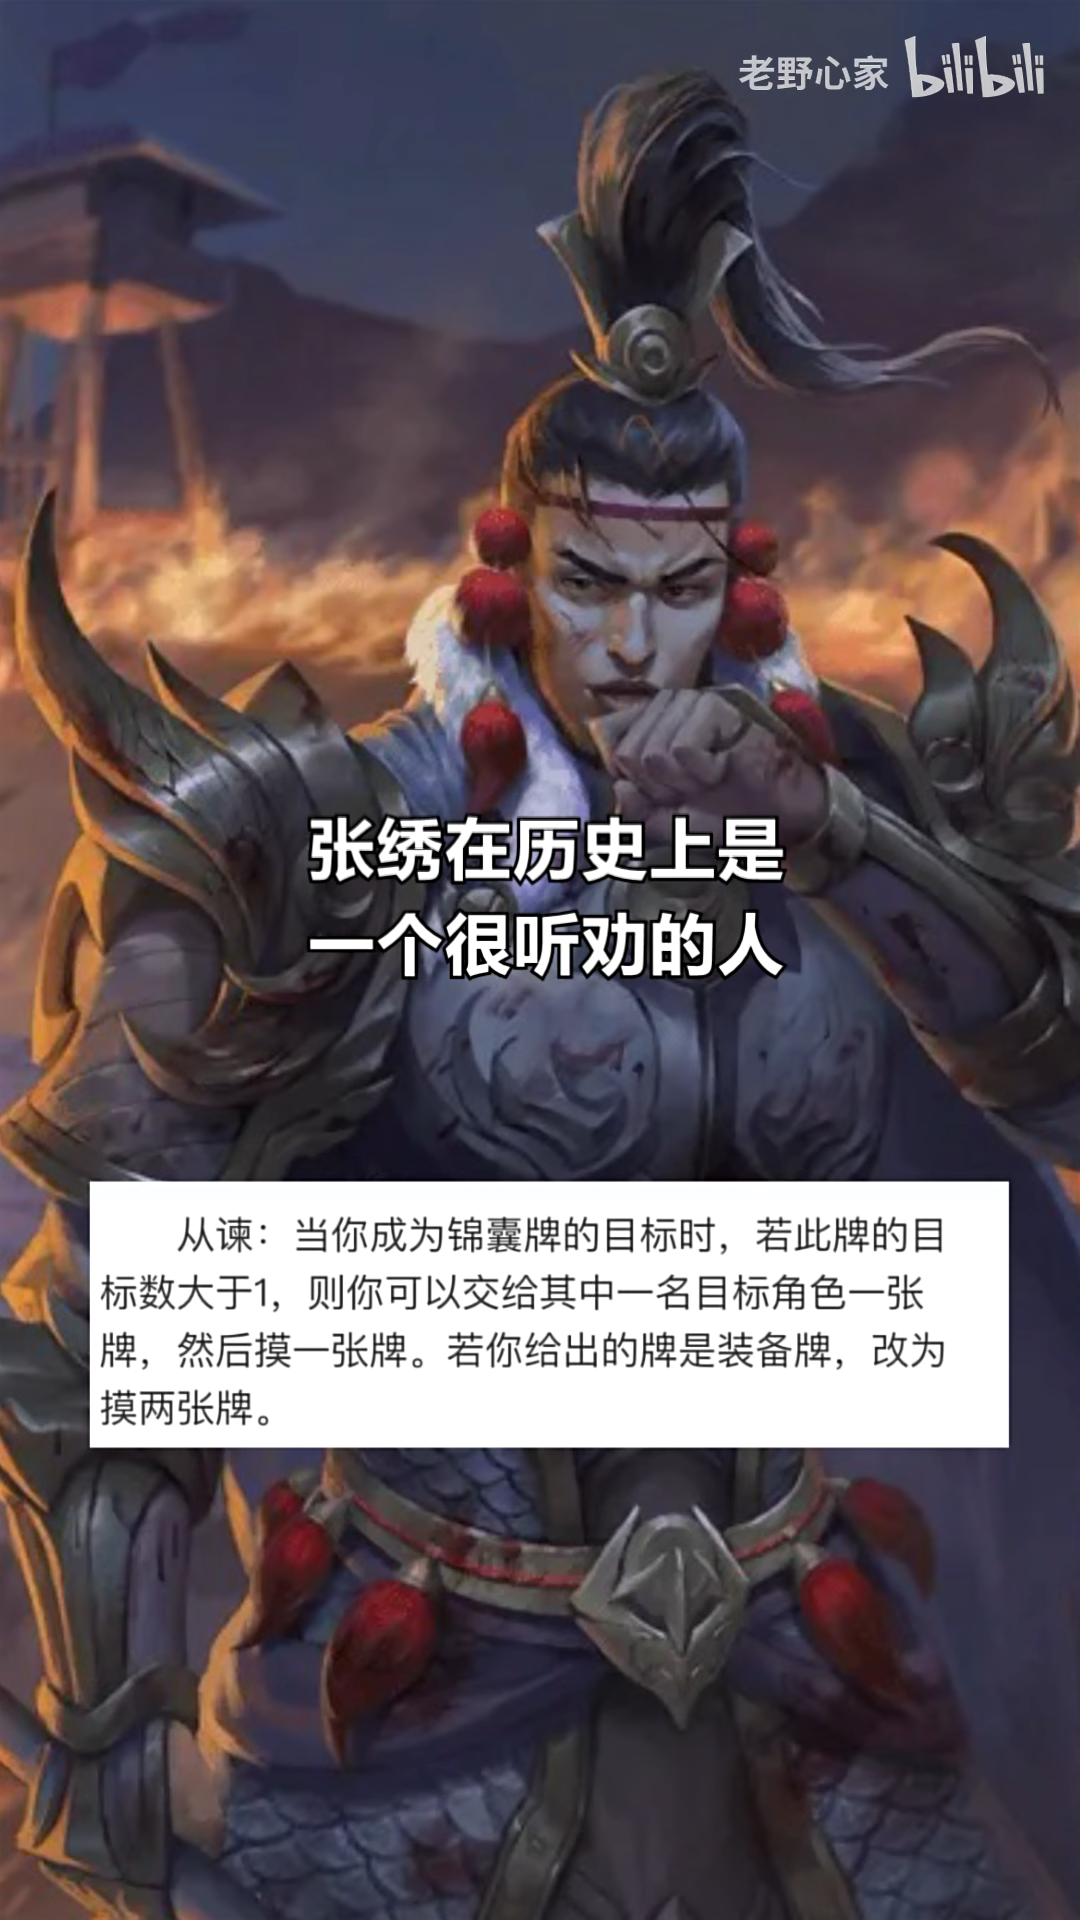 老野心家 bilibili
张绣在历史上是
一个很听劝的人
从谏：当你成为锦囊牌的目标时，若此牌的目
标数大于1，则你可以交给其中一名目标角色一张
牌，然后摸一张牌。若你给出的牌是装备牌，改为
摸两张牌。